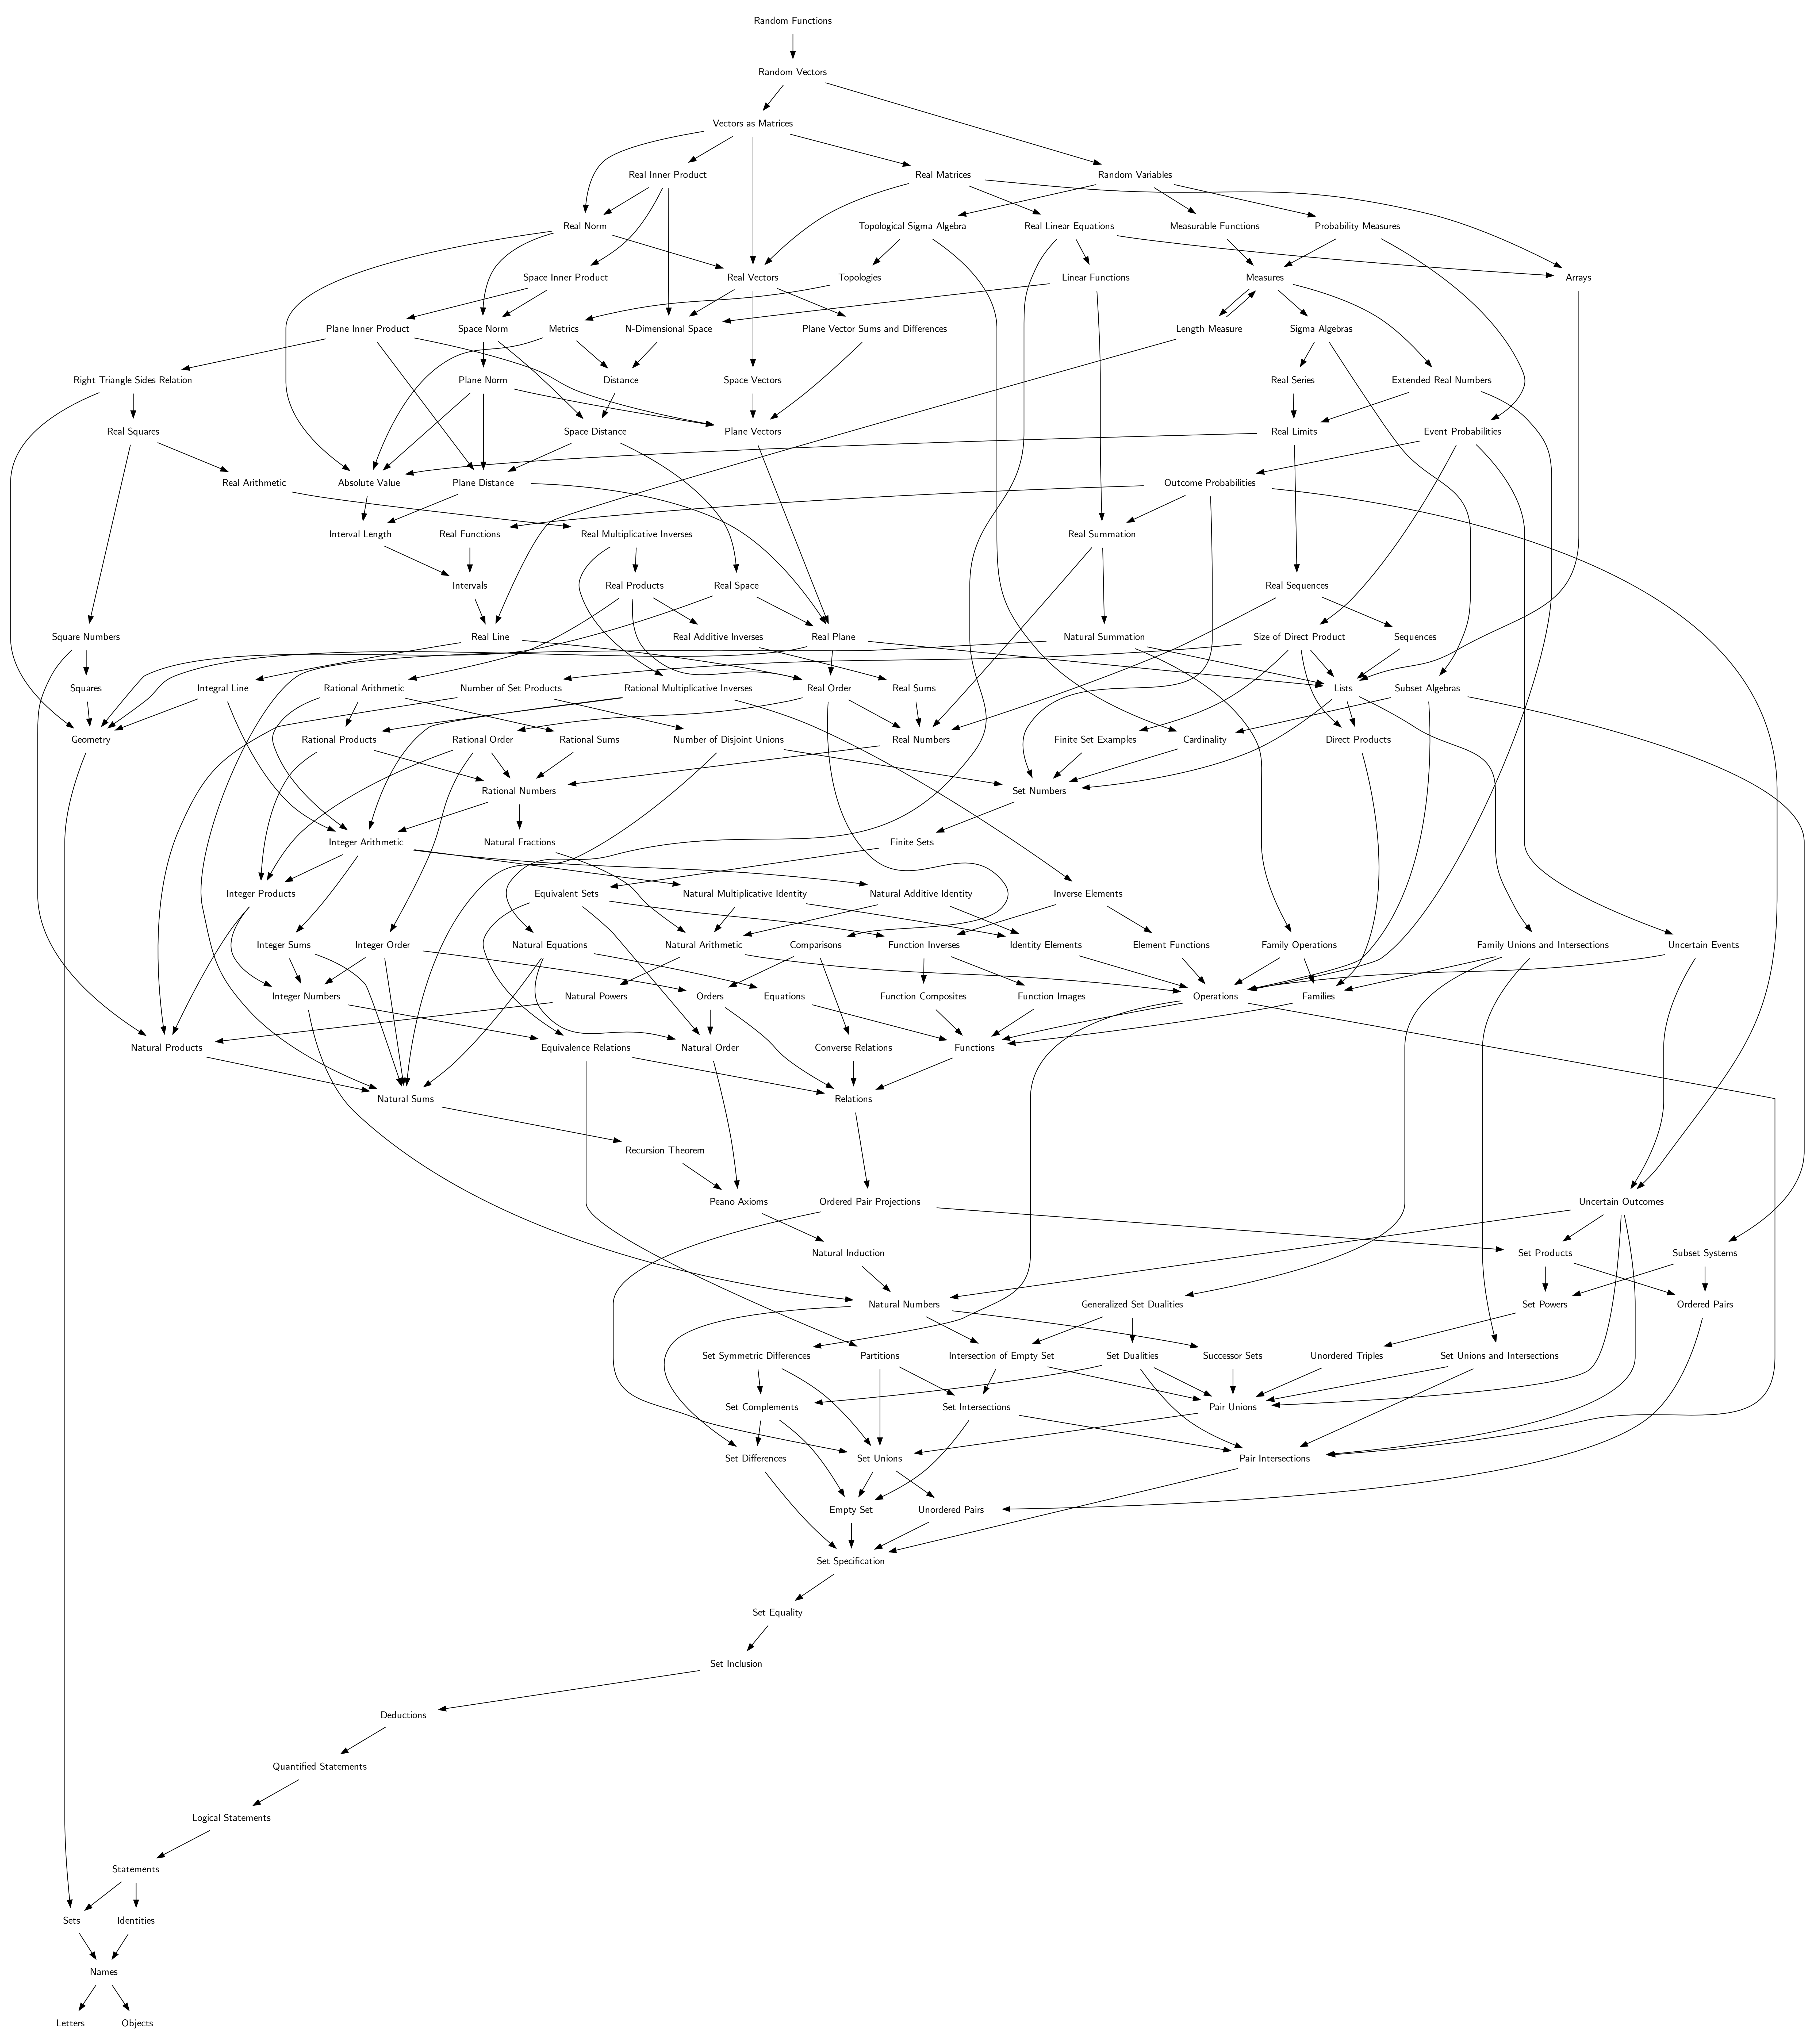 Random Functions
Random Vectors
Vectors as Matrices
Real Inner Product
Real Matrices
Random Variables
Real Norm
Topological Sigma Algebra
Real Linear Equations
Measurable Functions
Probability Measures
Space Inner Product
Real Vectors
Topologies
Linear Functions
Measures
Arrays
Plane Inner Product
Space Norm
Metrics
N-Dimensional Space
Plane Vector Sums and Differences
Length Measure
Sigma Algebras
Right Triangle Sides Relation
Plane Norm
Distance
Space Vectors
Real Series
Extended Real Numbers
Real Squares
Space Distance
Plane Vectors
Real Limits
Event Probabilities
Real Arithmetic
Absolute Value
Plane Distance
Outcome Probabilities
Interval Length
Real Functions
Real Multiplicative Inverses
Real Summation
Intervals
Real Products
Real Space
Real Sequences
Square Numbers
Real Line
Real Additive Inverses
Real Plane
Natural Summation
Size of Direct Product
Sequences
Squares
Integral Line
Rational Arithmetic
Number of Set Products
Rational Multiplicative Inverses
Real Order
Real Sums
Lists
Subset Algebras
Geometry
Rational Products
Rational Order
Rational Sums
Number of Disjoint Unions
Real Numbers
Finite Set Examples
Cardinality
Direct Products
Rational Numbers
Set Numbers
Integer Arithmetic
Natural Fractions
Finite Sets
Integer Products
Equivalent Sets
Natural Multiplicative Identity
Natural Additive Identity
Inverse Elements
Integer Sums
Integer Order
Natural Equations
Natural Arithmetic
Comparisons
Function Inverses
Identity Elements
Element Functions
Family Operations
Family Unions and Intersections
Uncertain Events
Integer Numbers
Natural Powers
Orders
Equations
Function Composites
Function Images
Operations
Families
Natural Products
Equivalence Relations
Natural Order
Converse Relations
Functions
Natural Sums
Relations
Recursion Theorem
Peano Axioms
Ordered Pair Projections
Uncertain Outcomes
Natural Induction
Set Products
Subset Systems
Natural Numbers
Generalized Set Dualities
Set Powers
Ordered Pairs
Set Symmetric Differences
Partitions
Intersection of Empty Set
Set Dualities
Successor Sets
Unordered Triples
Set Unions and Intersections
Set Complements
Set Intersections
Pair Unions
Set Differences
Set Unions
Pair Intersections
Empty Set
Unordered Pairs
Set Specification
Set Equality
Set Inclusion
Deductions
Quantified Statements
Logical Statements
Statements
Sets
Identities
Names
Letters
Objects